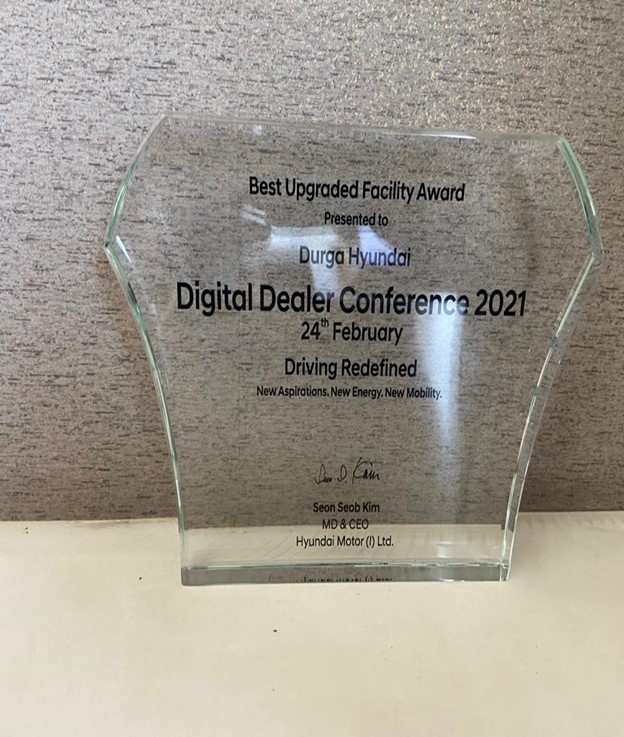 Best Upgraded Facility Award
Presented to
Durga Hyundai
Digital Dealer Conference 2021
24th February
Driving Redefined
New Aspirations. New Energy. New Mobility.
Seon Seob Kim
MD & CEO
Hyundai Motor (I) Ltd.